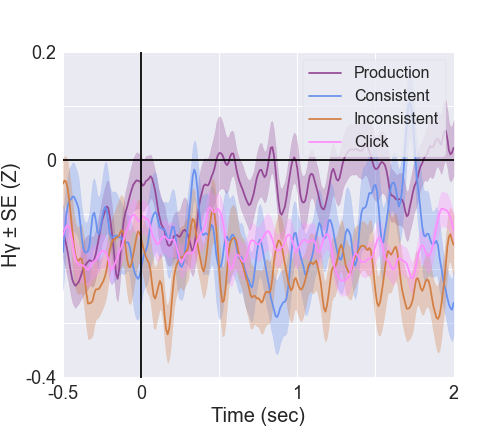 0.2
Production
Consistent
Inconsistent
Click
0
Hγ ± SE (Z)
-0.4
-0.5
0
1
2
Time (sec)